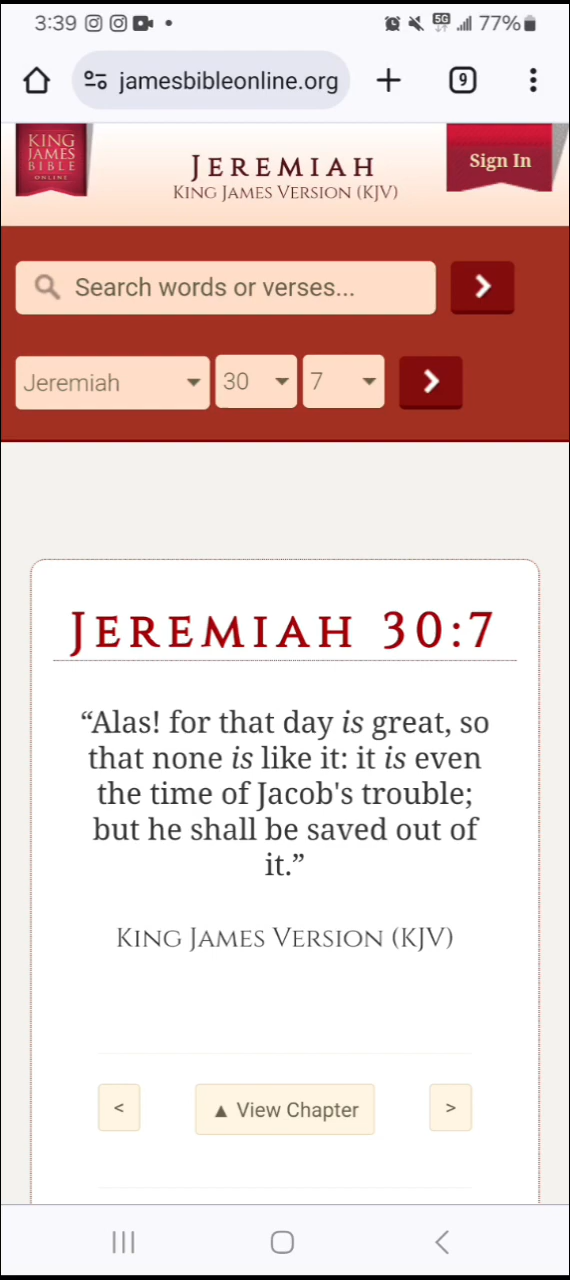 3:39 5G 77%
jamesbibleonline.org 9
KING
JAMES
BIBLE
ONLINE
JEREMIAH
KING JAMES VERSION (KJV)
Sign In
Search words or verses...
Jeremiah 30 7
JEREMIAH 30:7
“Alas! for that day is great, so
that none is like it: it is even
the time of Jacob's trouble;
but he shall be saved out of
it.”
KING JAMES VERSION (KJV)
< ▲ View Chapter >